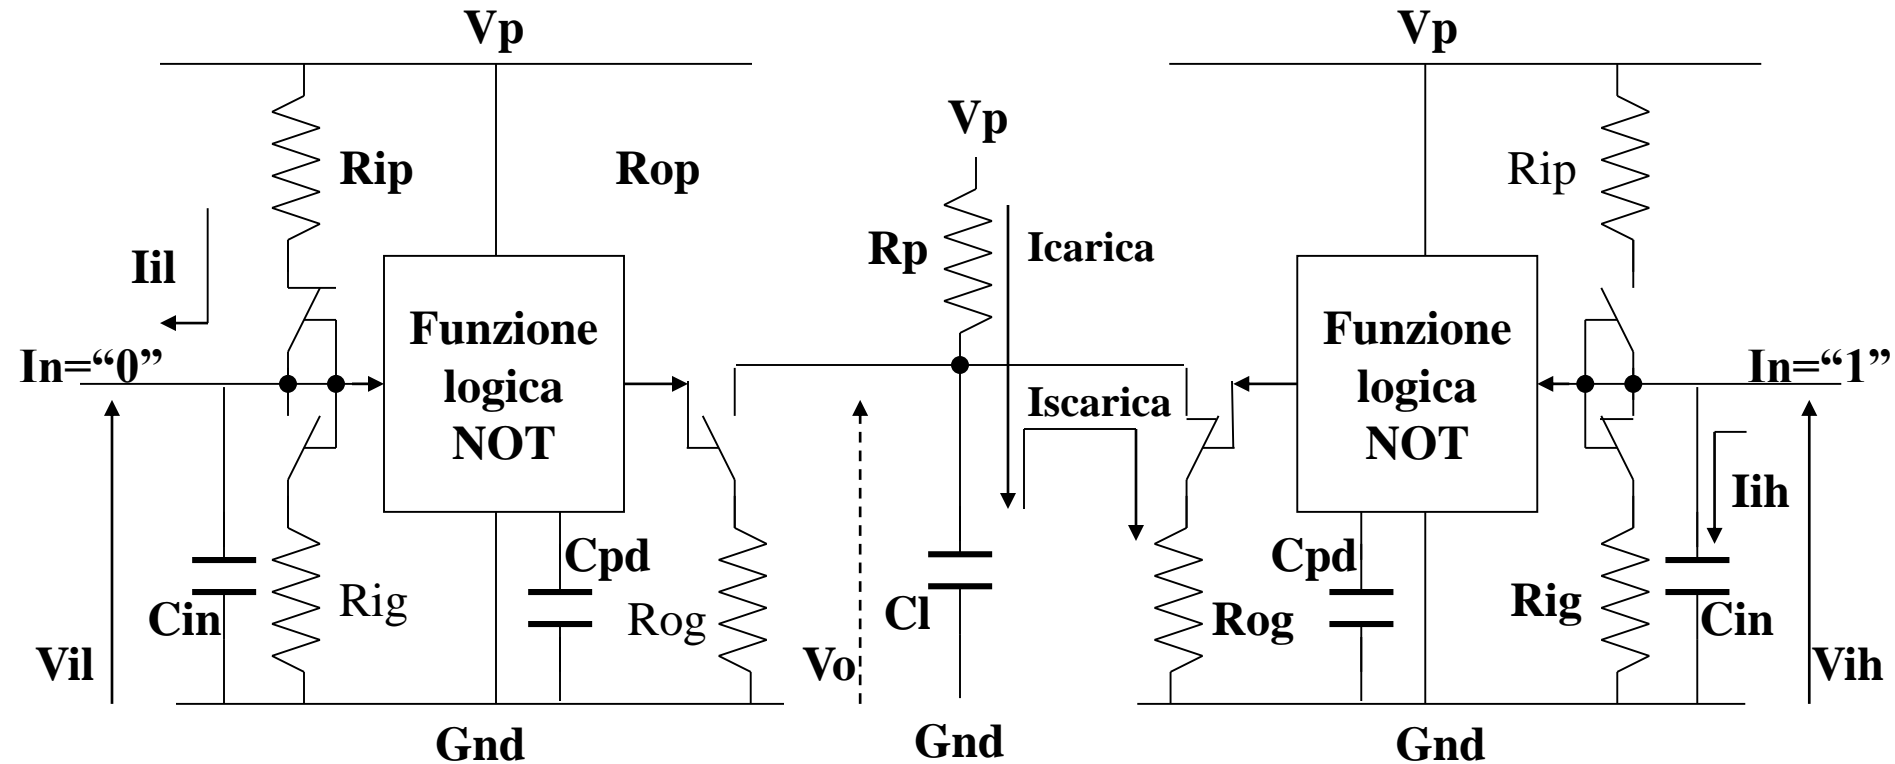 Vp
Vp
Vp
Rip
Rop
Rip
Rp
Icarica
Iil
Funzione
logica
NOT
Funzione
logica
NOT
In=“0”
In=“1”
Iscarica
Iih
Cpd
Cpd
Cin
Rig
Rog
Cl
Rog
Rig
Cin
Vil
Vo
Vih
Gnd
Gnd
Gnd